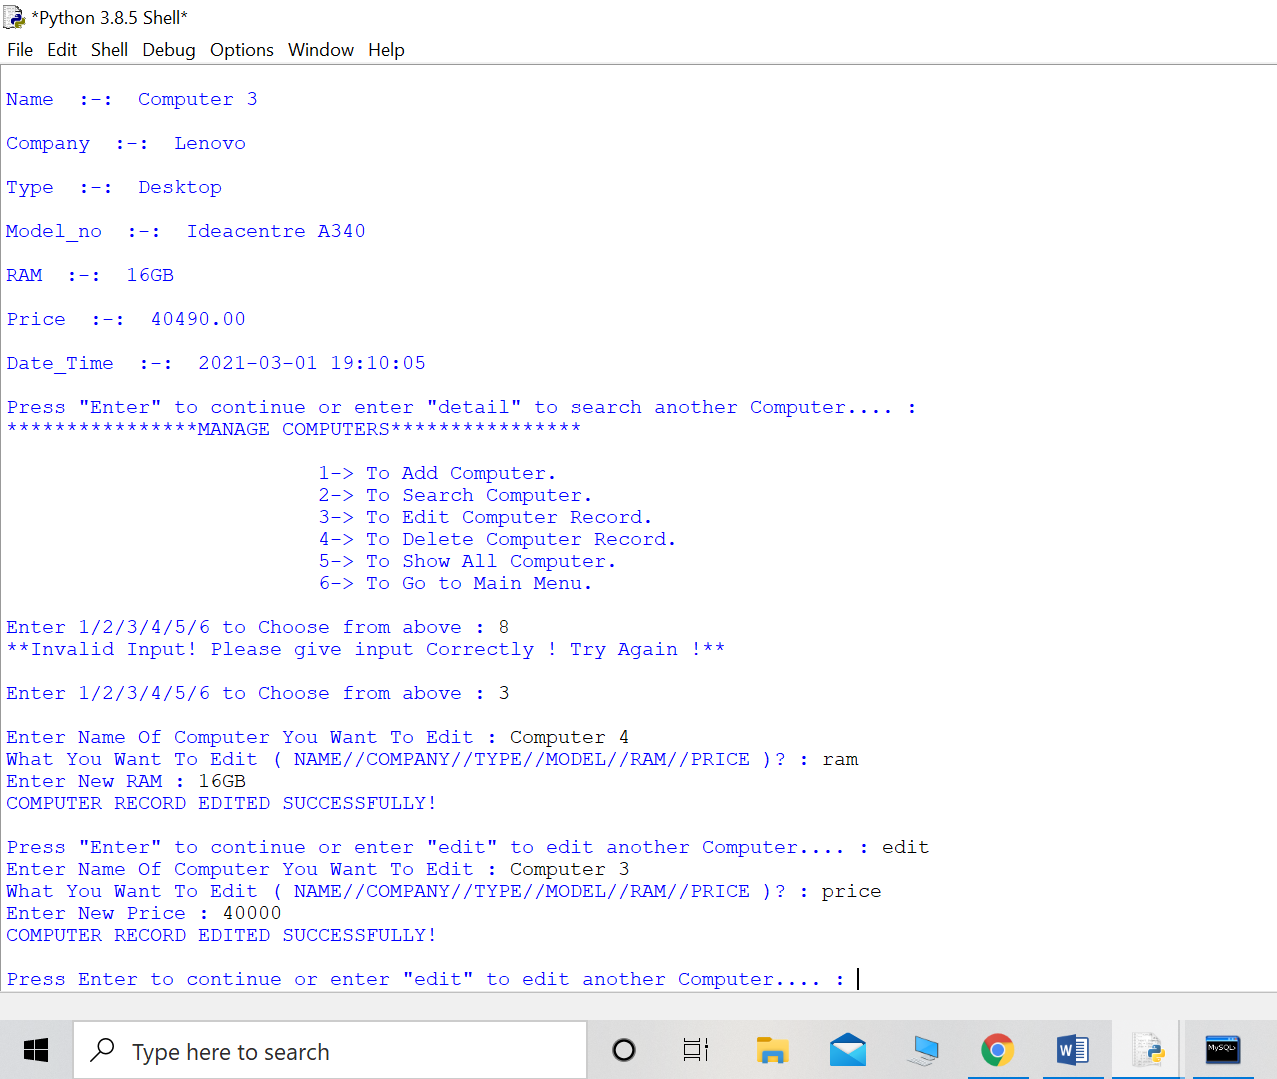 *Python 3.8.5 Shell*
File Edit Shell Debug Options Window Help
Name  :-:  Computer 3
Company  :-:  Lenovo
Type  :-:  Desktop
Model_no  :-:  Ideacentre A340
RAM  :-:  16GB
Price  :-:  40490.00
Date_Time  :-:  2021-03-01 19:10:05
Press "Enter" to continue or enter "detail" to search another Computer.... :
****************MANAGE COMPUTERS****************
1-> To Add Computer.
2-> To Search Computer.
3-> To Edit Computer Record.
4-> To Delete Computer Record.
5-> To Show All Computer.
6-> To Go to Main Menu.
Enter 1/2/3/4/5/6 to Choose from above : 8
**Invalid Input! Please give input Correctly ! Try Again !**
Enter 1/2/3/4/5/6 to Choose from above : 3
Enter Name Of Computer You Want To Edit : Computer 4
What You Want To Edit ( NAME//COMPANY//TYPE//MODEL//RAM//PRICE )? : ram
Enter New RAM : 16GB
COMPUTER RECORD EDITED SUCCESSFULLY!
Press "Enter" to continue or enter "edit" to edit another Computer.... : edit
Enter Name Of Computer You Want To Edit : Computer 3
What You Want To Edit ( NAME//COMPANY//TYPE//MODEL//RAM//PRICE )? : price
Enter New Price : 40000
COMPUTER RECORD EDITED SUCCESSFULLY!
Press Enter to continue or enter "edit" to edit another Computer.... :
Type here to search
W
MySQL>